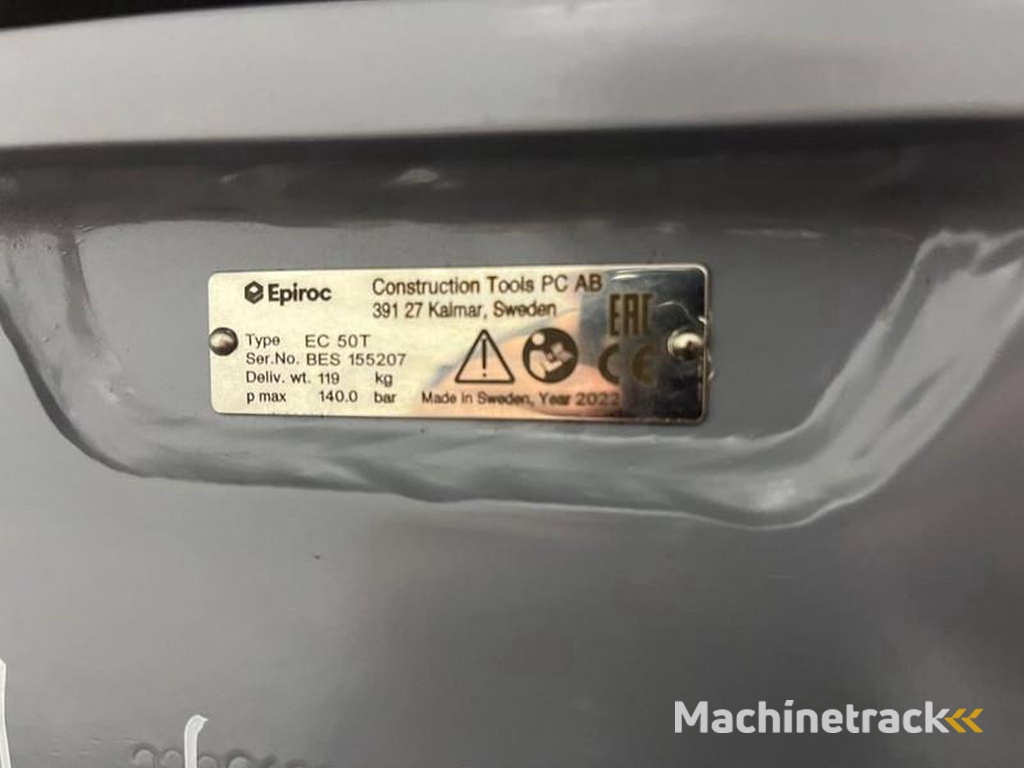 Epiroc
Construction Tools PC AB
391 27 Kalmar, Sweden
EAC
Type EC 50T
Ser.No. BES 155207
Deliv. wt. 119 kg
p max 140.0 bar
CE
Made in Sweden, Year 2022
Machinetrack